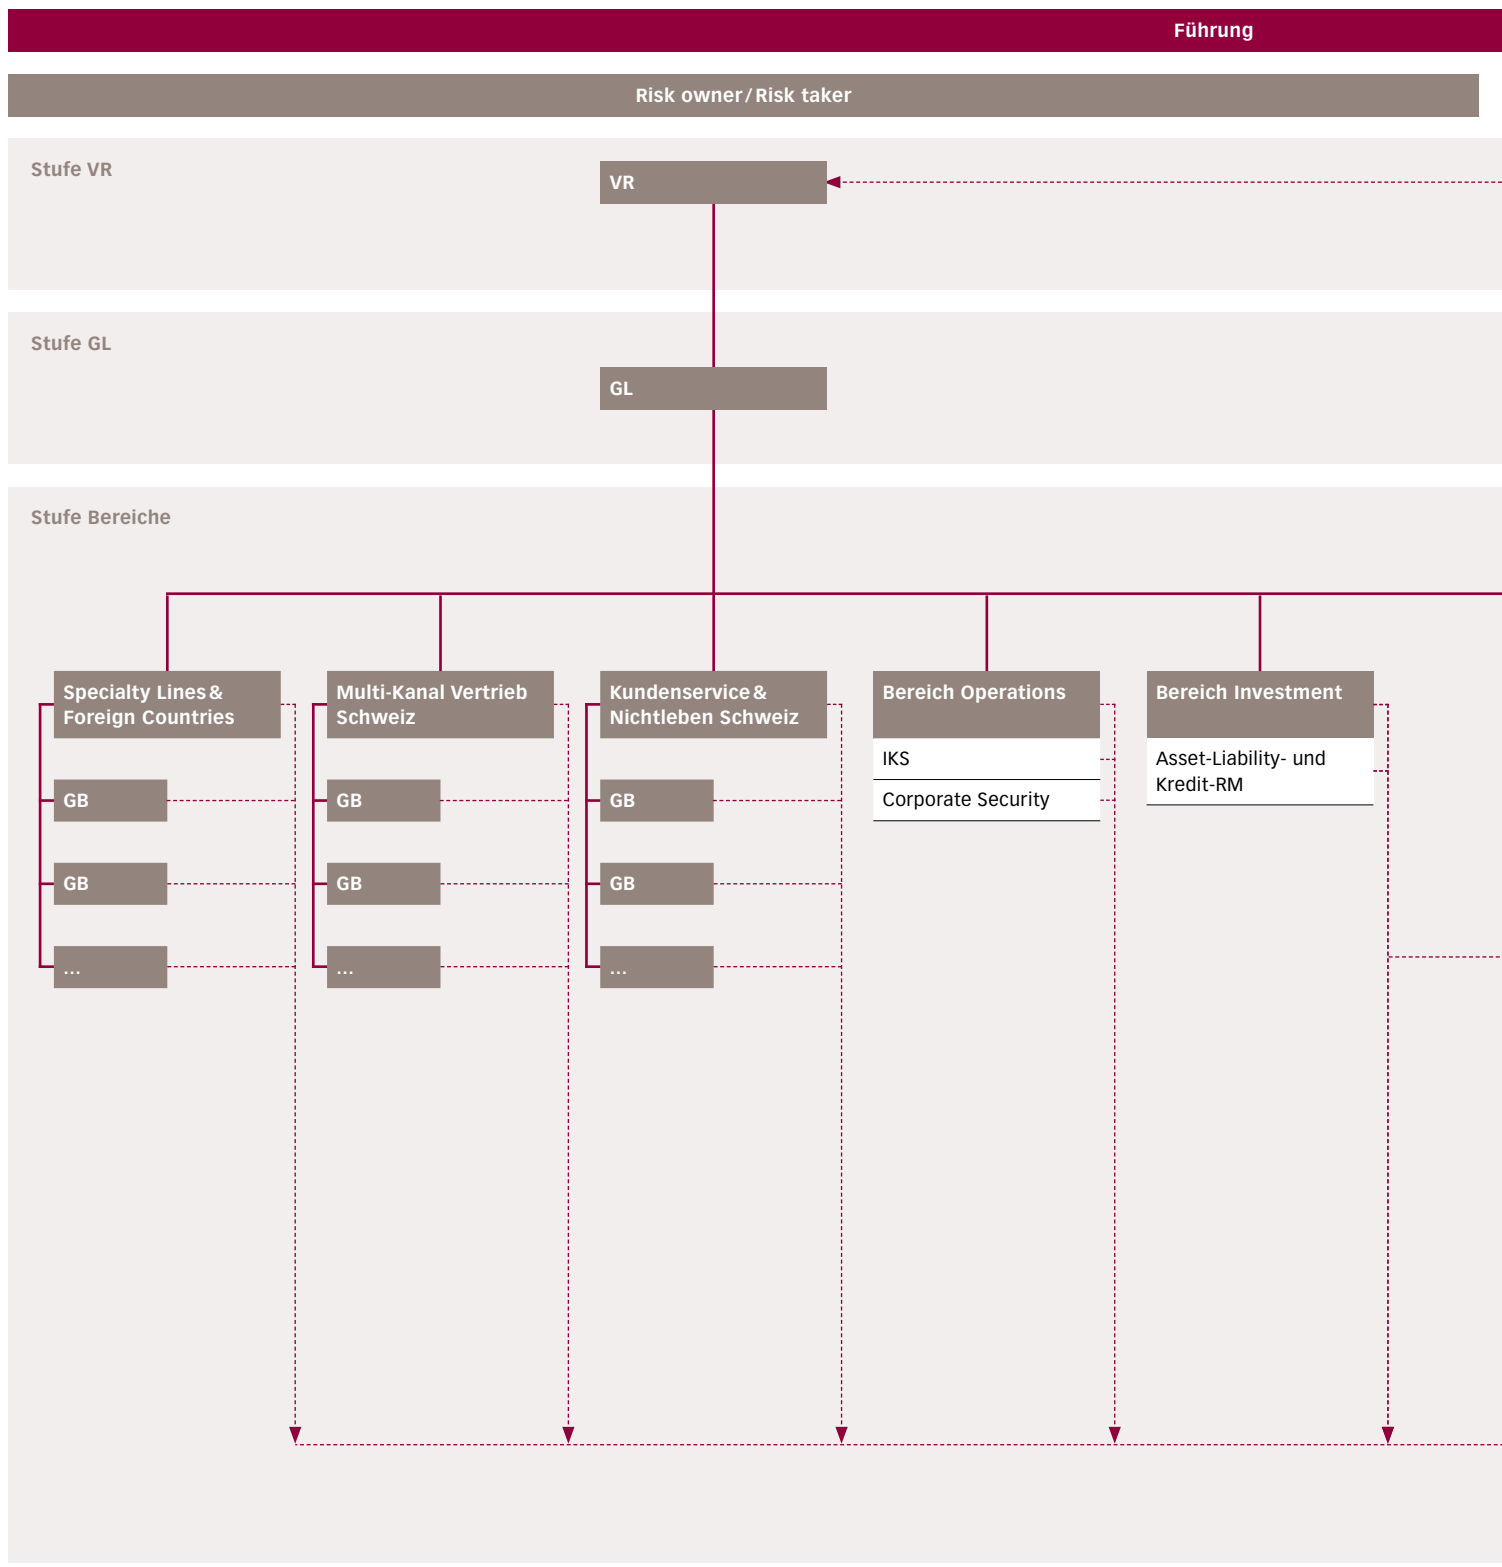 Führung
Risk owner/Risk taker
Stufe VR
VR
Stufe GL
GL
Stufe Bereiche
Specialty Lines &
Foreign Countries
GB
GB
...
Multi-Kanal Vertrieb
Schweiz
GB
GB
...
Kundenservice &
Nichtleben Schweiz
GB
GB
...
Bereich Operations
IKS
Corporate Security
Bereich Investment
Asset-Liability- und
Kredit-RM